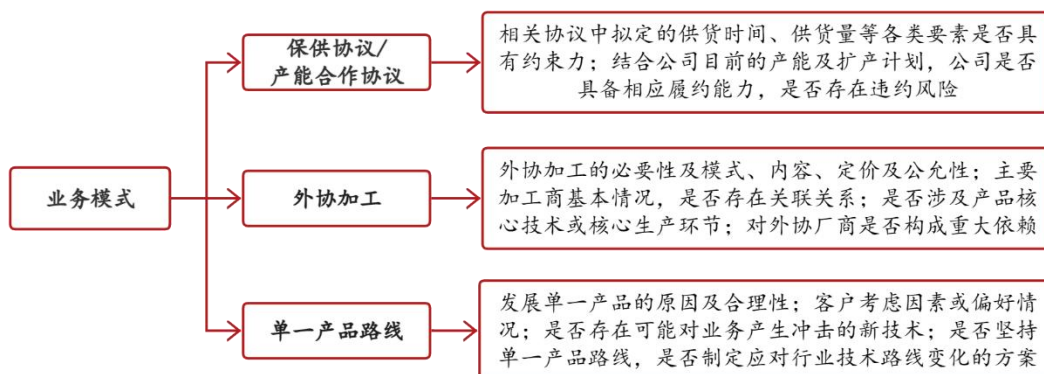 保供协议/
产能合作协议
相关协议中拟定的供货时间、供货量等各类要素是否具
有约束力；结合公司目前的产能及扩产计划，公司是否
具备相应履约能力，是否存在违约风险
业务模式
外协加工
外协加工的必要性及模式、内容、定价及公允性；主要
加工商基本情况，是否存在关联关系；是否涉及产品核
心技术或核心生产环节；对外协厂商是否构成重大依赖
单一产品路线
发展单一产品的原因及合理性；客户考虑因素或偏好情
况；是否存在可能对业务产生冲击的新技术；是否坚持
单一产品路线，是否制定应对行业技术路线变化的方案